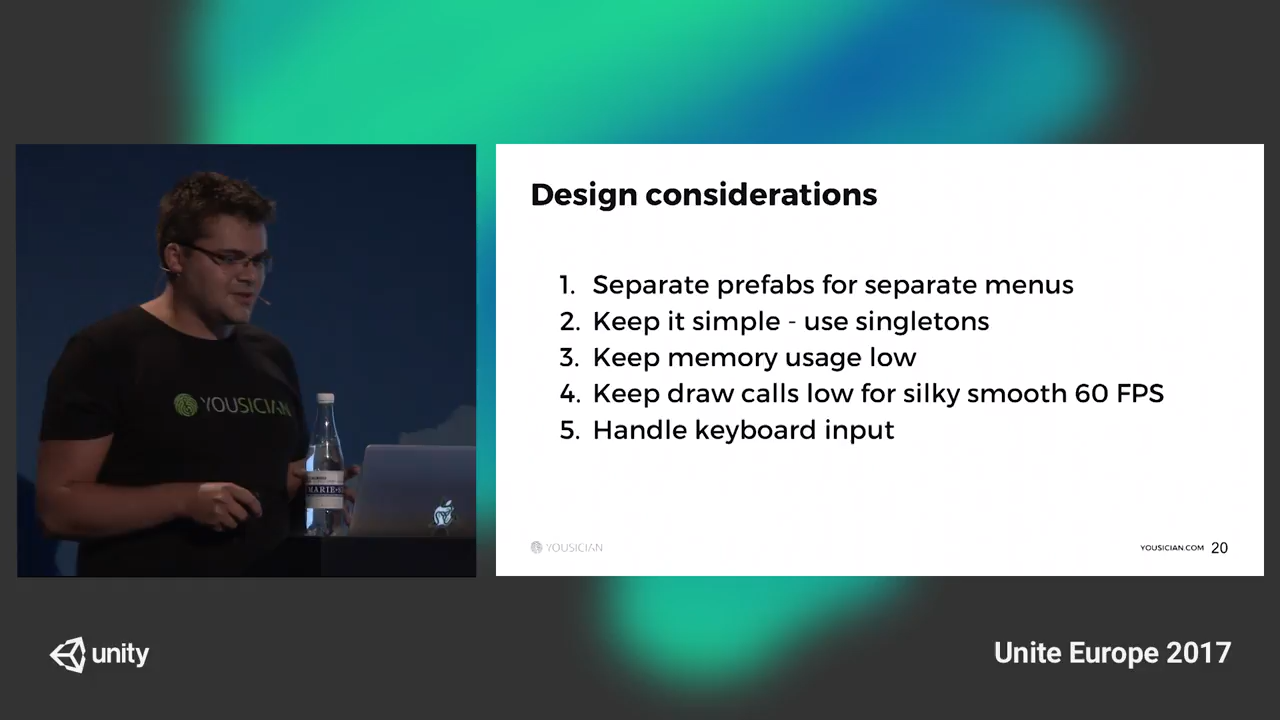 Design considerations
1. Separate prefabs for separate menus
2. Keep it simple - use singletons
3. Keep memory usage low
4. Keep draw calls low for silky smooth 60 FPS
5. Handle keyboard input
YOUSICIAN
YOUSICIAN.COM 20
YOUSICIAN
MARIE
unity
Unite Europe 2017